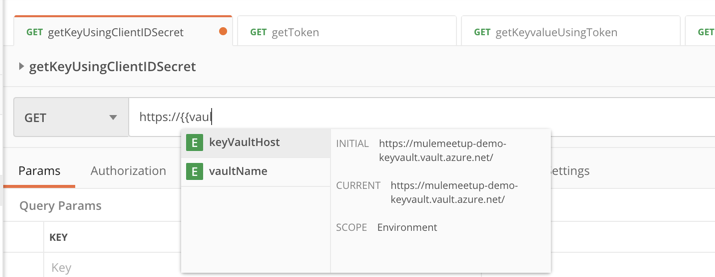 GET getKeyUsingClientIDSecret GET getToken GET getKeyvalueUsingToken GET
getKeyUsingClientIDSecret
GET https://{{vaul
E keyVaultHost
E vaultName
INITIAL https://mulemeetup-demo-
keyvault.vault.azure.net/
CURRENT https://mulemeetup-demo-
keyvault.vault.azure.net/
SCOPE Environment
Params Authorization ettings
Query Params
KEY
Key